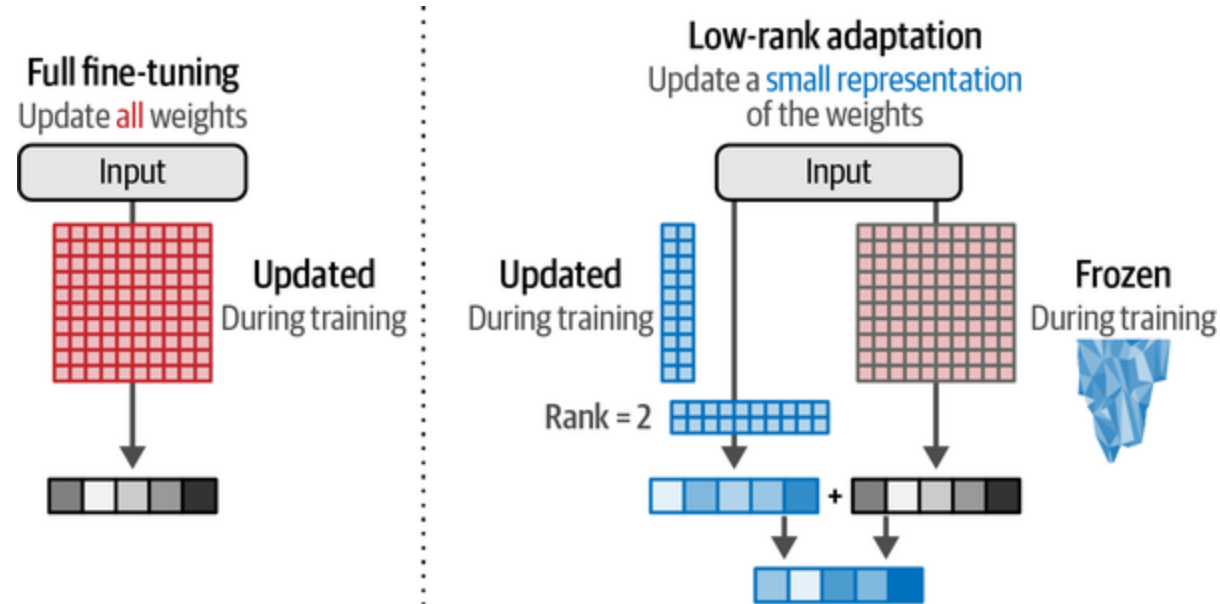 Full fine-tuning
Update all weights
Input
Updated
During training
Low-rank adaptation
Update a small representation
of the weights
Input
Updated
During training
Rank = 2
Frozen
During training
+